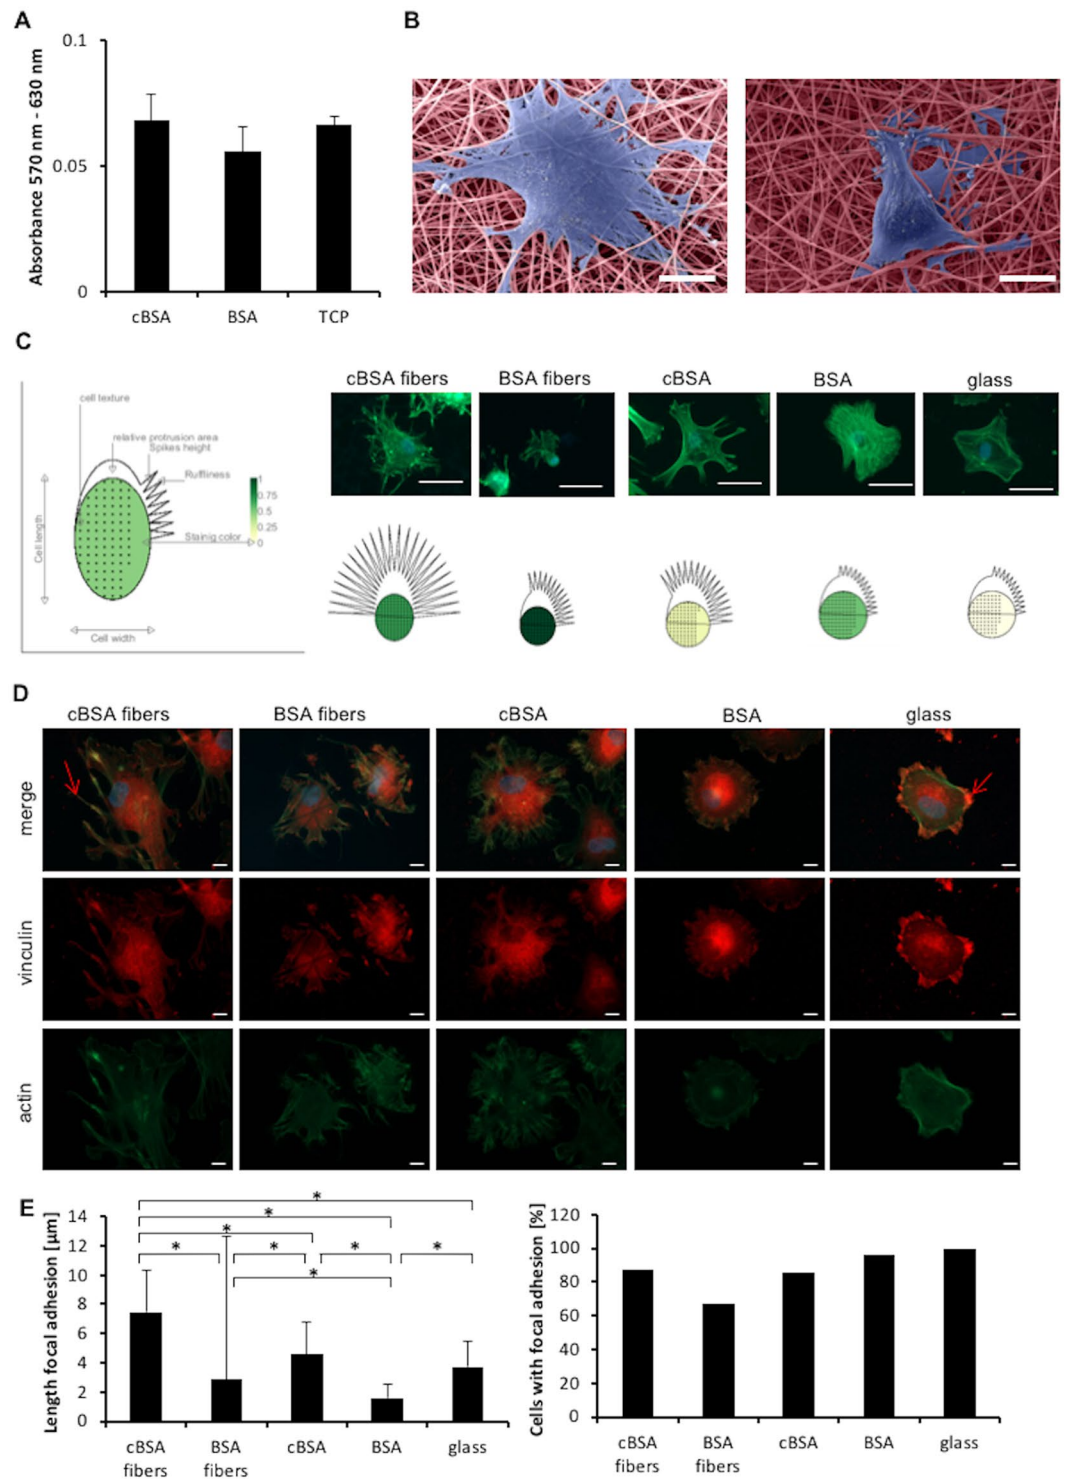 A
Absorbance 570 nm - 630 nm
0.1
0.05
0
cBSA
BSA
TCP
B
C
cell texture
relative protrusion area
Spikes height
Ruffliness
1
0.75
0.5
0.25
0
Stainig color
Cell length
Cell width
cBSA fibers
BSA fibers
cBSA
BSA
glass
D
cBSA fibers
BSA fibers
cBSA
BSA
glass
merge
vinculin
actin
E
Length focal adhesion [µm]
14
12
10
8
6
4
2
0
*
*
*
*
*
*
*
*
cBSA fibers
BSA fibers
cBSA
BSA
glass
Cells with focal adhesion [%]
120
100
80
60
40
20
0
cBSA fibers
BSA fibers
cBSA
BSA
glass